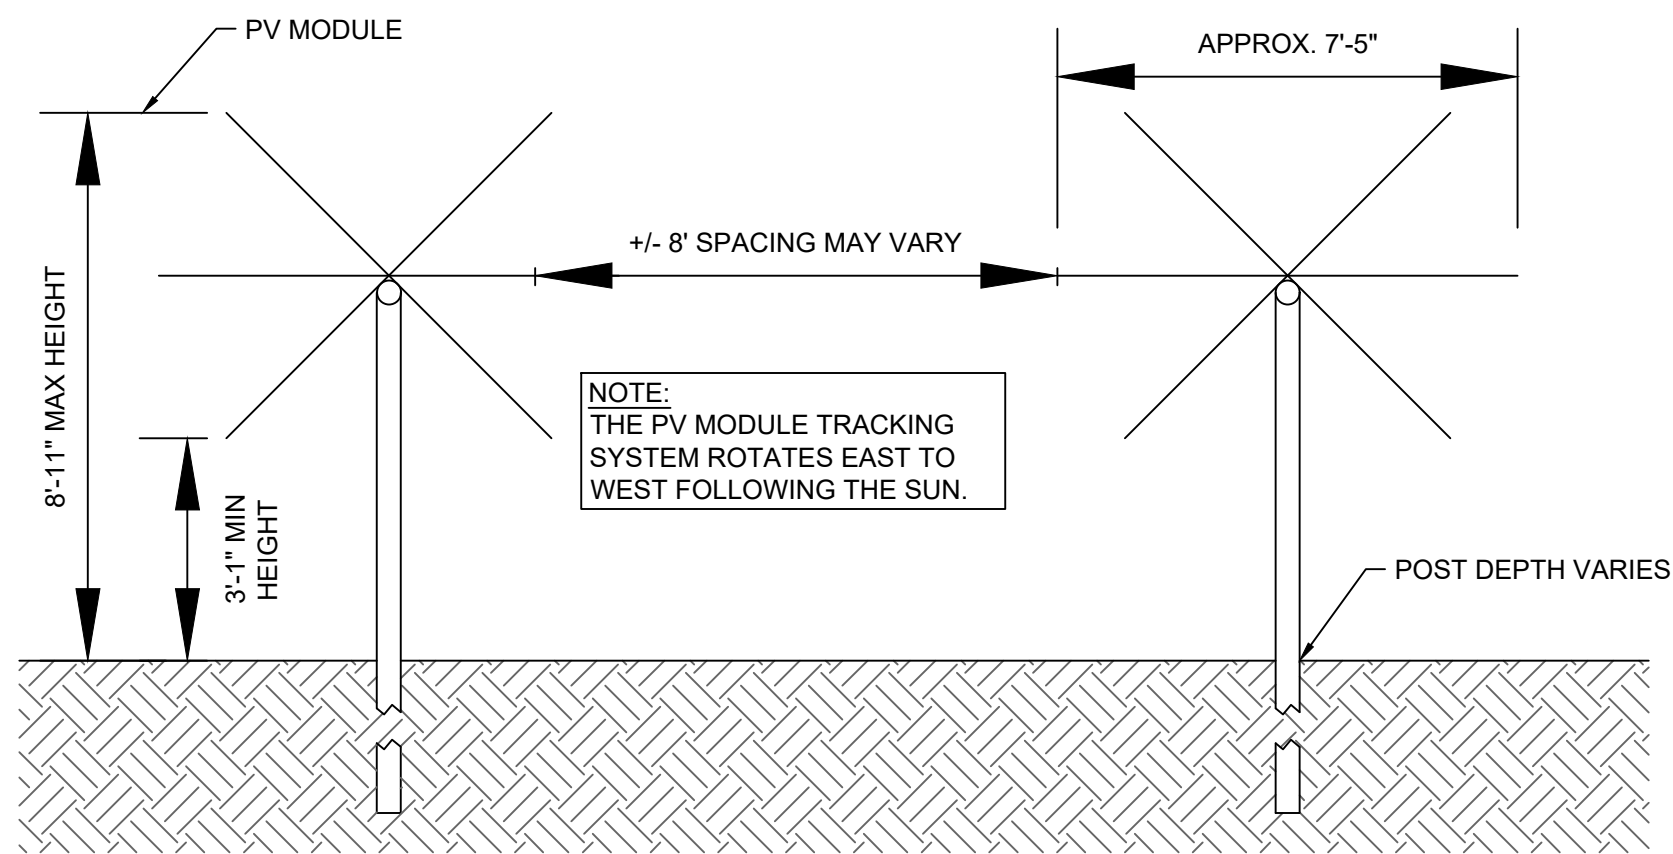 PV MODULE
APPROX. 7'-5"
+/- 8' SPACING MAY VARY
8'-11" MAX HEIGHT
3'-1" MIN
HEIGHT
NOTE:
THE PV MODULE TRACKING
SYSTEM ROTATES EAST TO
WEST FOLLOWING THE SUN.
POST DEPTH VARIES